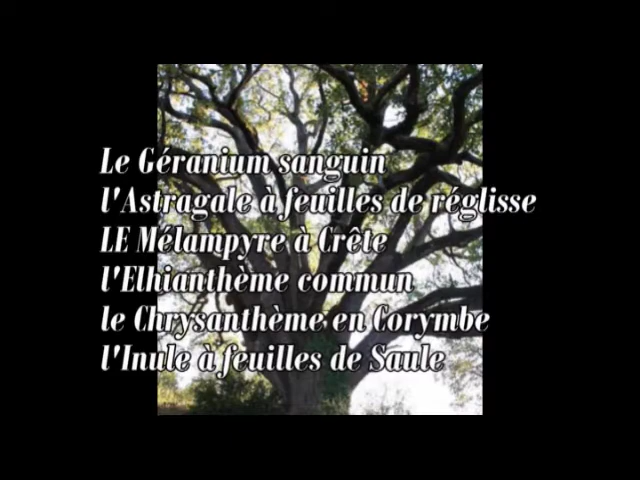 Le Géranium sanguin
l'Astragale à feuilles de réglisse
LE Mélampyre à Crête
l'Elhianthème commun
le Chrysanthème en Corymbe
l'Inule à feuilles de Saule